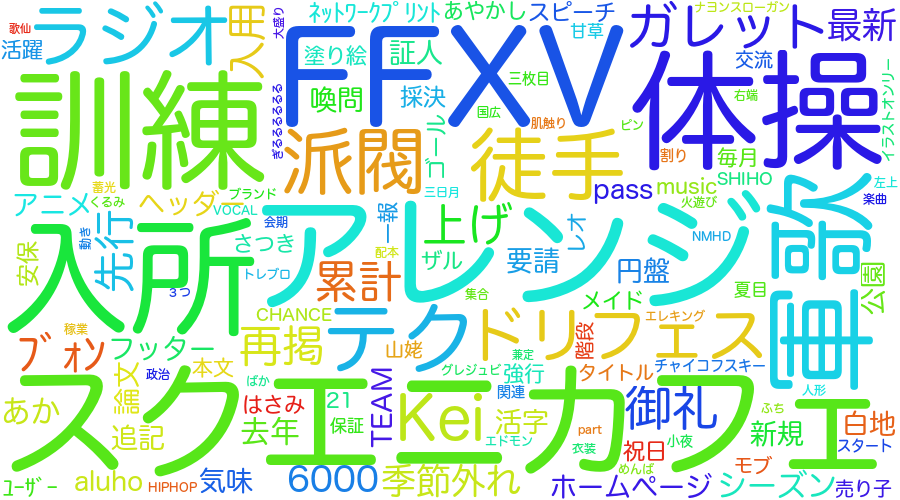 歌仙
ラジオ
入用
大盛り
ﾈｯﾄﾜｰｸﾌﾟﾘﾝﾄ
あやかし
スピーチ
ナヨンスローガン
甘草
ガレット
最新
活躍
FFXV
塗り絵
証人
三枚目
交流
イラストオンリー
訓練
ぎるるるるるる
喚問
採決
国広
肌触り
ピン
体操
右端
派閥
ゴール
徒手
割り
毎月
左上
蓄光
くるみ
ブランド
三日月
pass
music
SHIHO
火遊び
楽曲
アニメ
ヘッダー
VOCAL
会期
一報
上げ
レオ
軍歌
安保
先行
動き
さつき
配本
ザル
要請
NMHD
入所
アレンジ
トレブロ
累計
円盤
夏目
公園
3つ
集合
メイド
稼業
CHANCE
テク
ドリフェス
エレキング
ﾌﾞｫﾝ
フッター
再掲
山姥
兼定
階段
チャイコフスキー
論文
政治
本文
ばか
グレジュビア
強行
タイトル
人形
スクエニカフェ
あか
はさみ
21
TEAM
Kei
関連
御礼
ふち
白地
追記
去年
保証
活字
part
新規
エドモン
衣装
祝日
小夜
スタート
ﾕｰｻﾞｰ
aluho
HIPHOP
気味
6000
季節外れ
めんば
モブ
ホームページ
シーズン
売り子